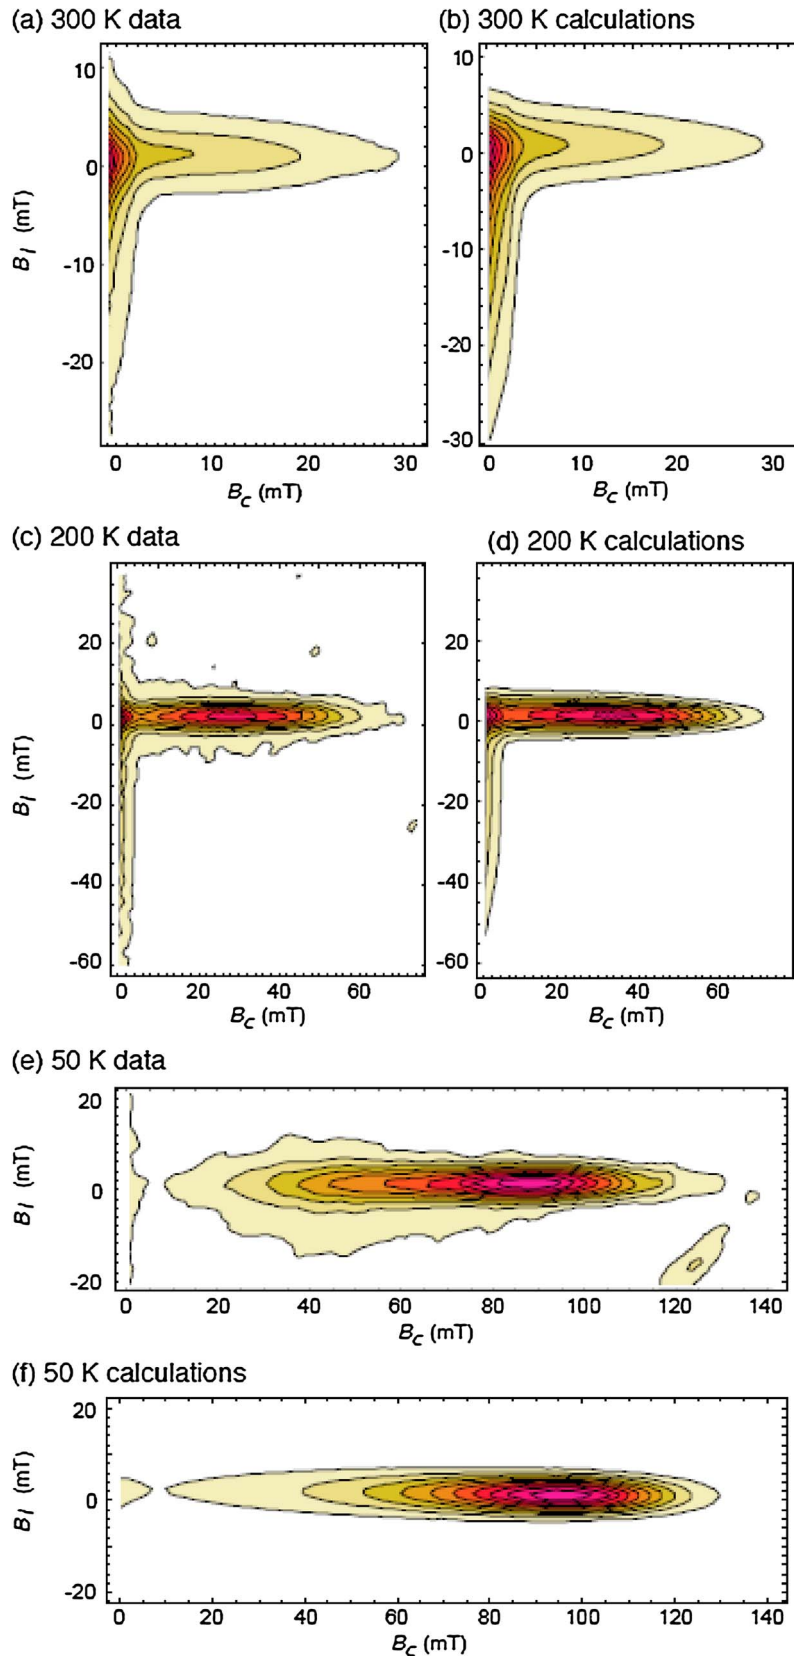 (a) 300 K data
(b) 300 K calculations
10
0
-10
-20
B_I (mT)
0 10 20 30
B_C (mT)
10
0
-10
-20
-30
0 10 20 30
B_C (mT)
(c) 200 K data
(d) 200 K calculations
20
0
-20
-40
-60
B_I (mT)
0 20 40 60
B_C (mT)
20
0
-20
-40
-60
0 20 40 60
B_C (mT)
(e) 50 K data
20
0
-20
B_I (mT)
0 20 40 60 80 100 120 140
B_C (mT)
(f) 50 K calculations
20
0
-20
B_I (mT)
0 20 40 60 80 100 120 140
B_C (mT)